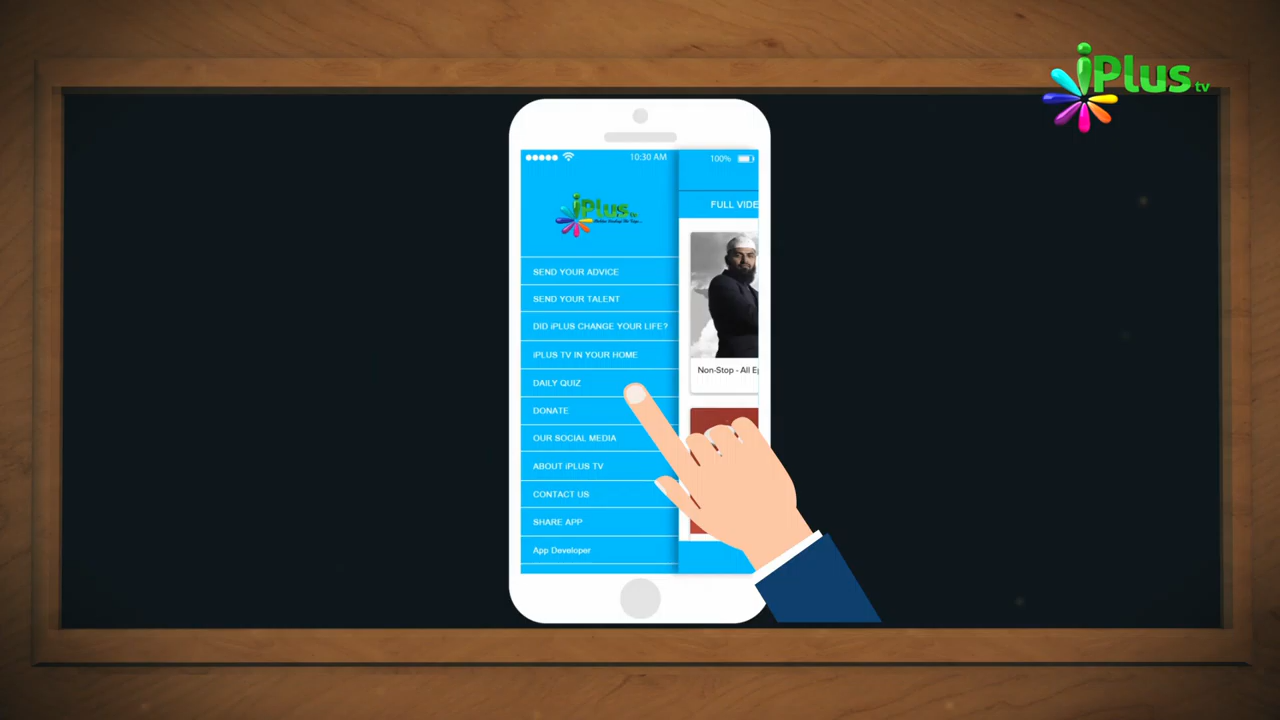 iPlus tv
10:30 AM
100%
iPlus tv
FULL VIDE
SEND YOUR ADVICE
SEND YOUR TALENT
DID iPLUS CHANGE YOUR LIFE?
iPLUS TV IN YOUR HOME
Non-Stop - All Ep
DAILY QUIZ
DONATE
OUR SOCIAL MEDIA
ABOUT iPLUS TV
CONTACT US
SHARE APP
App Developer